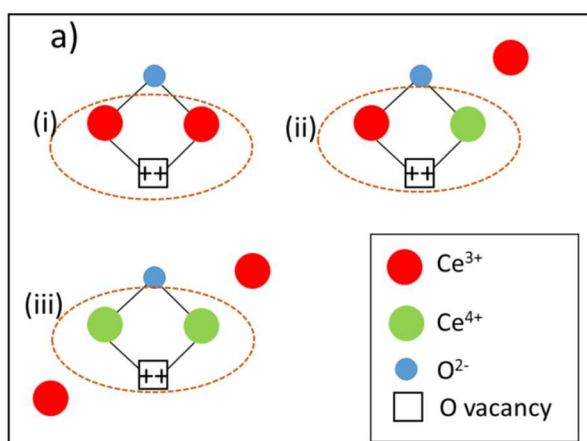 a)
(i)
++
(ii)
++
(iii)
++
Ce³⁺
Ce⁴⁺
O²⁻
O vacancy